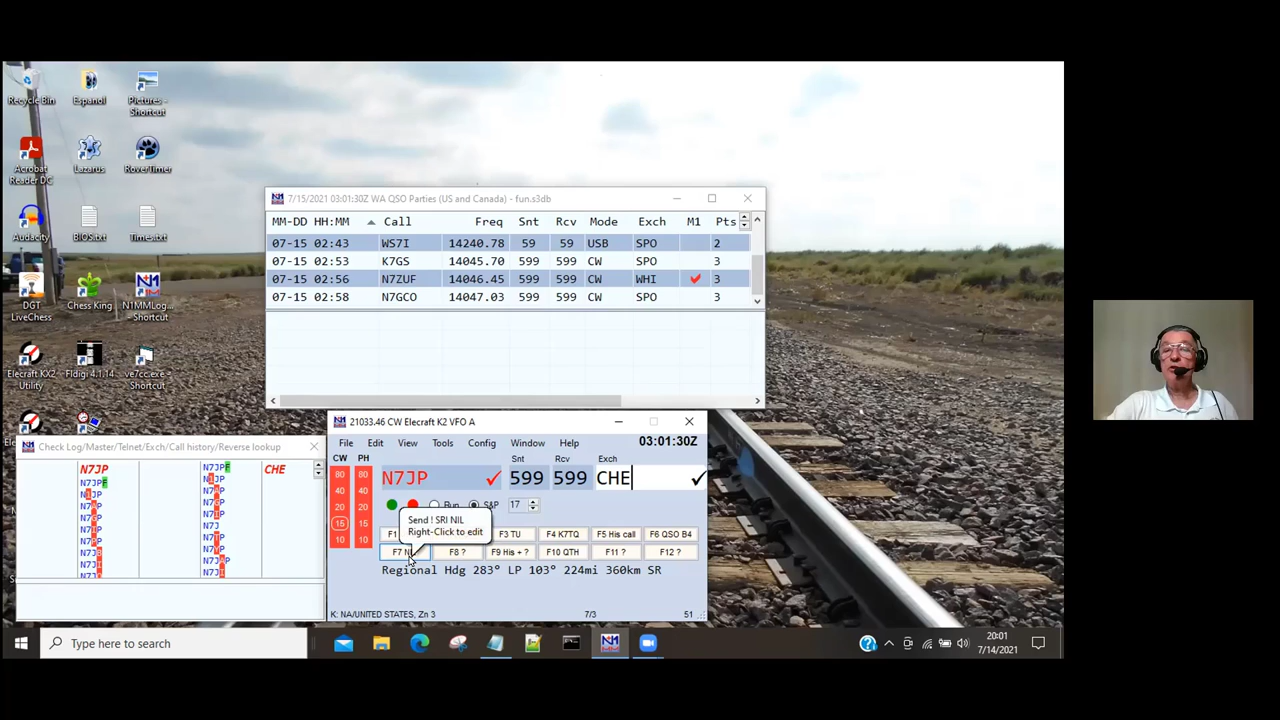 Recycle Bin
Espanol
Pictures - Shortcut
Acrobat Reader DC
Lazarus
RoverTimer
Audacity
BIOS.txt
Times.txt
DGT LiveChess
Chess King
N1MMLog... - Shortcut
Elecraft KX2 Utility
Fldigi 4.1.14
ve7cc.exe - Shortcut
7/15/2021 03:01:30Z WA QSO Parties (US and Canada) - fun.s3db
MM-DD HH:MM Call Freq Snt Rcv Mode Exch M1 Pts
07-15 02:43 WS7I 14240.78 59 59 USB SPO 2
07-15 02:53 K7GS 14045.70 599 599 CW SPO 3
07-15 02:56 N7ZUF 14046.45 599 599 CW WHI 3
07-15 02:58 N7GCO 14047.03 599 599 CW SPO 3
21033.46 CW Elecraft K2 VFO A
File Edit View Tools Config Window Help 03:01:30Z
CW PH Snt Rcv Exch
N7JP 599 599 CHE
80 80
40 40
20 20
15 15
10 10
Run S&P 17
Send ! SRI NIL
Right-Click to edit
F3 TU F4 K7TQ F5 His call F6 QSO B4
F8 ? F9 His + ? F10 QTH F11 ? F12 ?
Regional Hdg 283° LP 103° 224mi 360km SR
K: NA/UNITED STATES, Zn 3 7/3 51
Check Log/Master/Telnet/Exch/Call history/Reverse lookup
N7JP N7JPF CHE
N7JPF
Type here to search
20:01
7/14/2021